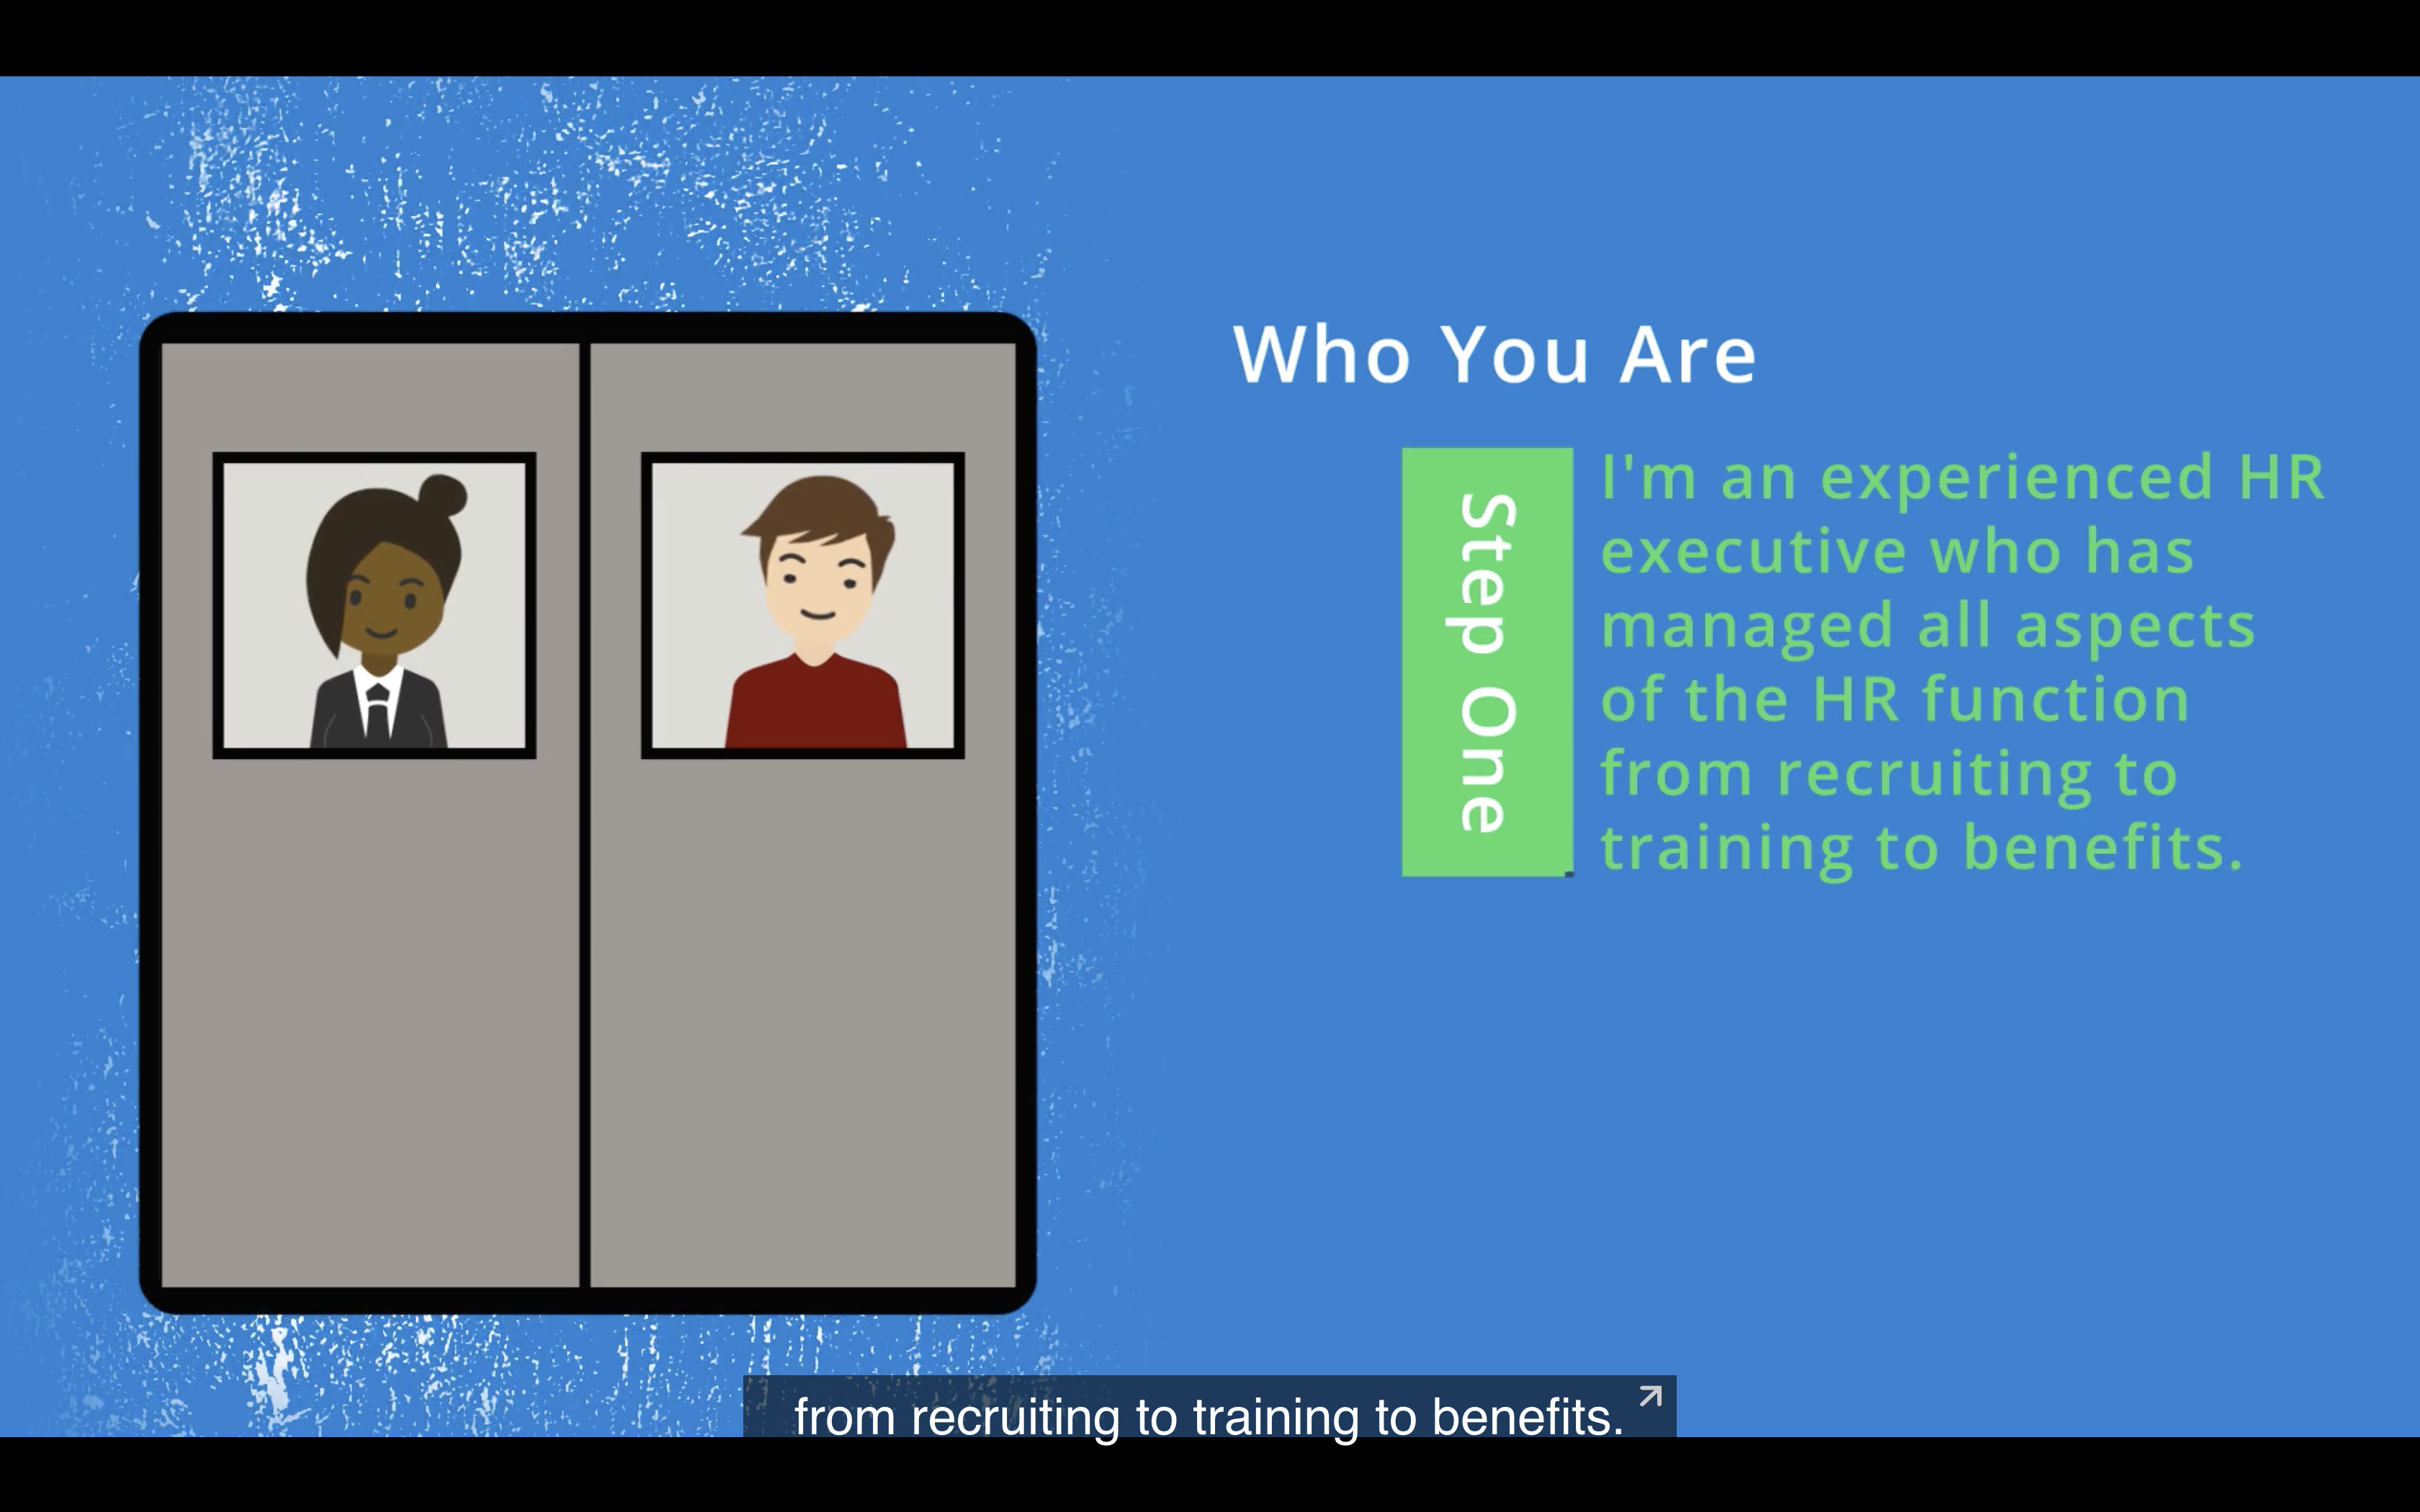 Who You Are
Step One
I'm an experienced HR
executive who has
managed all aspects
of the HR function
from recruiting to
training to benefits.
from recruiting to training to benefits.